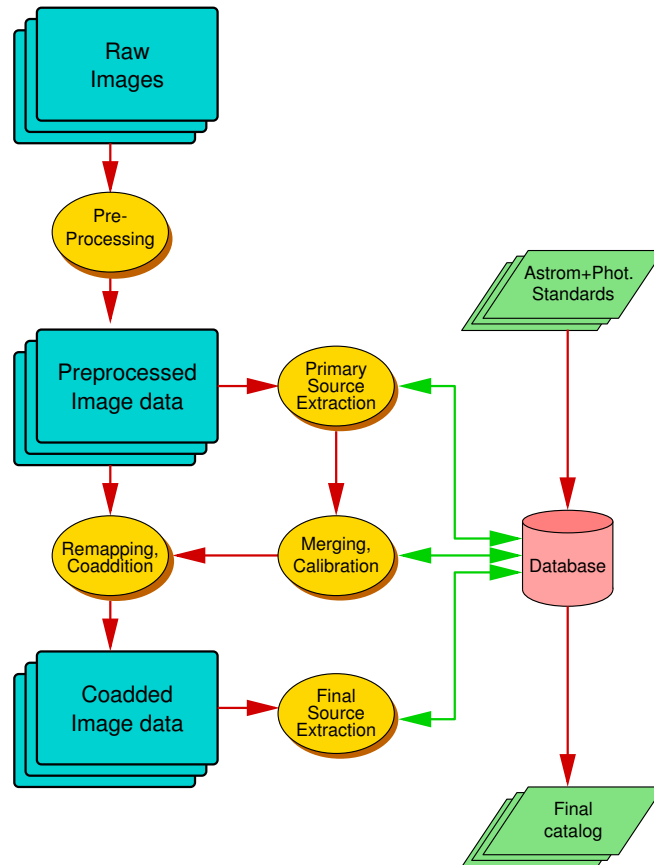 Raw
Images
Pre-
Processing
Astrom+Phot.
Standards
Preprocessed
Image data
Primary
Source
Extraction
Remapping,
Coaddition
Merging,
Calibration
Database
Coadded
Image data
Final
Source
Extraction
Final
catalog